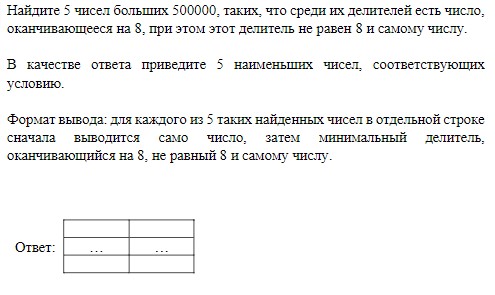 Найдите 5 чисел больших 500000, таких, что среди их делителей есть число,
оканчивающееся на 8, при этом этот делитель не равен 8 и самому числу.
В качестве ответа приведите 5 наименьших чисел, соответствующих
условию.
Формат вывода: для каждого из 5 таких найденных чисел в отдельной строке
сначала выводится само число, затем минимальный делитель,
оканчивающийся на 8, не равный 8 и самому числу.
Ответ: … …